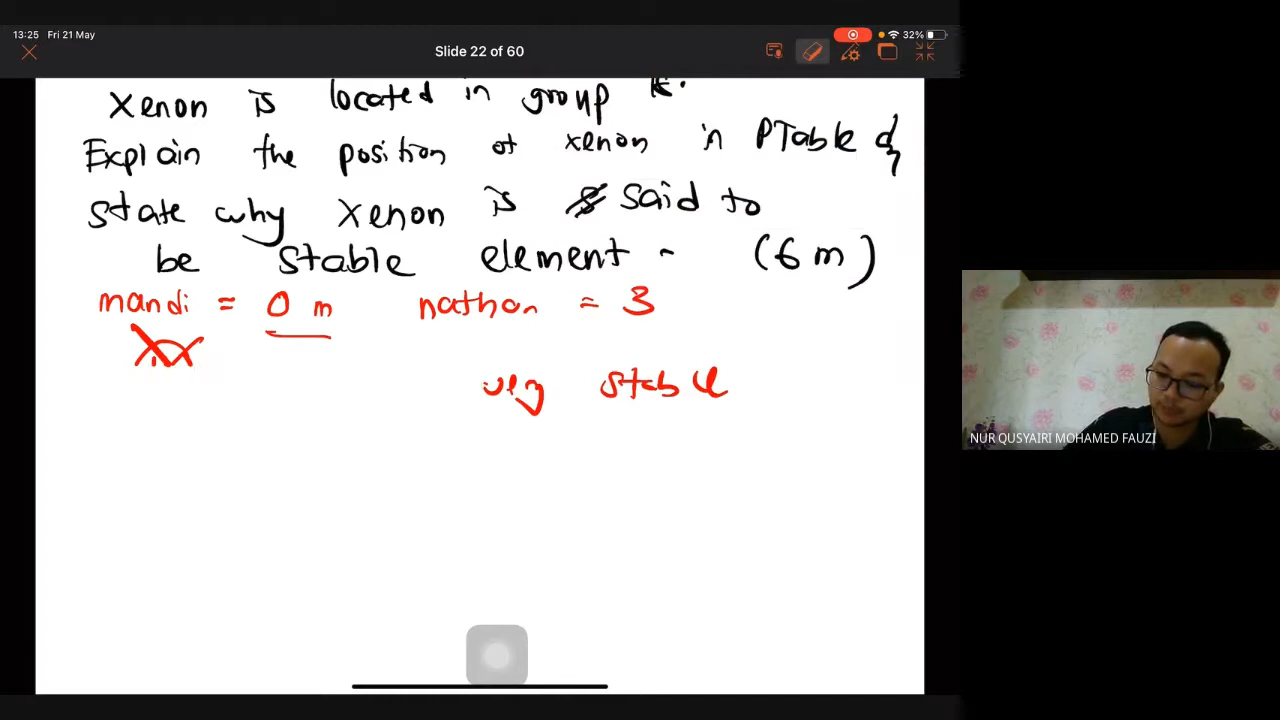 13:25 Fri 21 May 32%
Slide 22 of 60
Xenon is located in group
Explain the position of xenon in PTable &
state why xenon is said to
be stable element - (6 m)
mandi = 0 m nathan = 3
very stable
NUR QUSYAIRI MOHAMED FAUZI